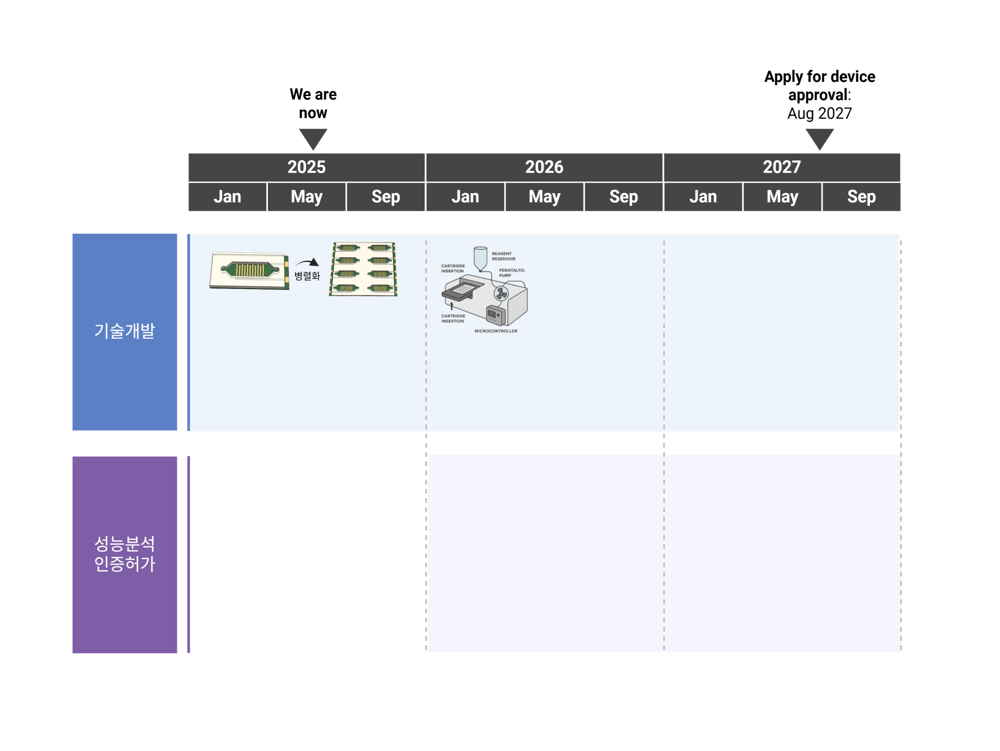 We are
now
Apply for device
approval:
Aug 2027
2025
2026
2027
Jan
May
Sep
Jan
May
Sep
Jan
May
Sep
기술개발
병렬화
REAGENT
RESERVOIR
CARTRIDGE
INSERTION
PERISTALTIC
PUMP
CARTRIDGE
INSERTION
MICROCONTROLLER
성능분석
인증허가